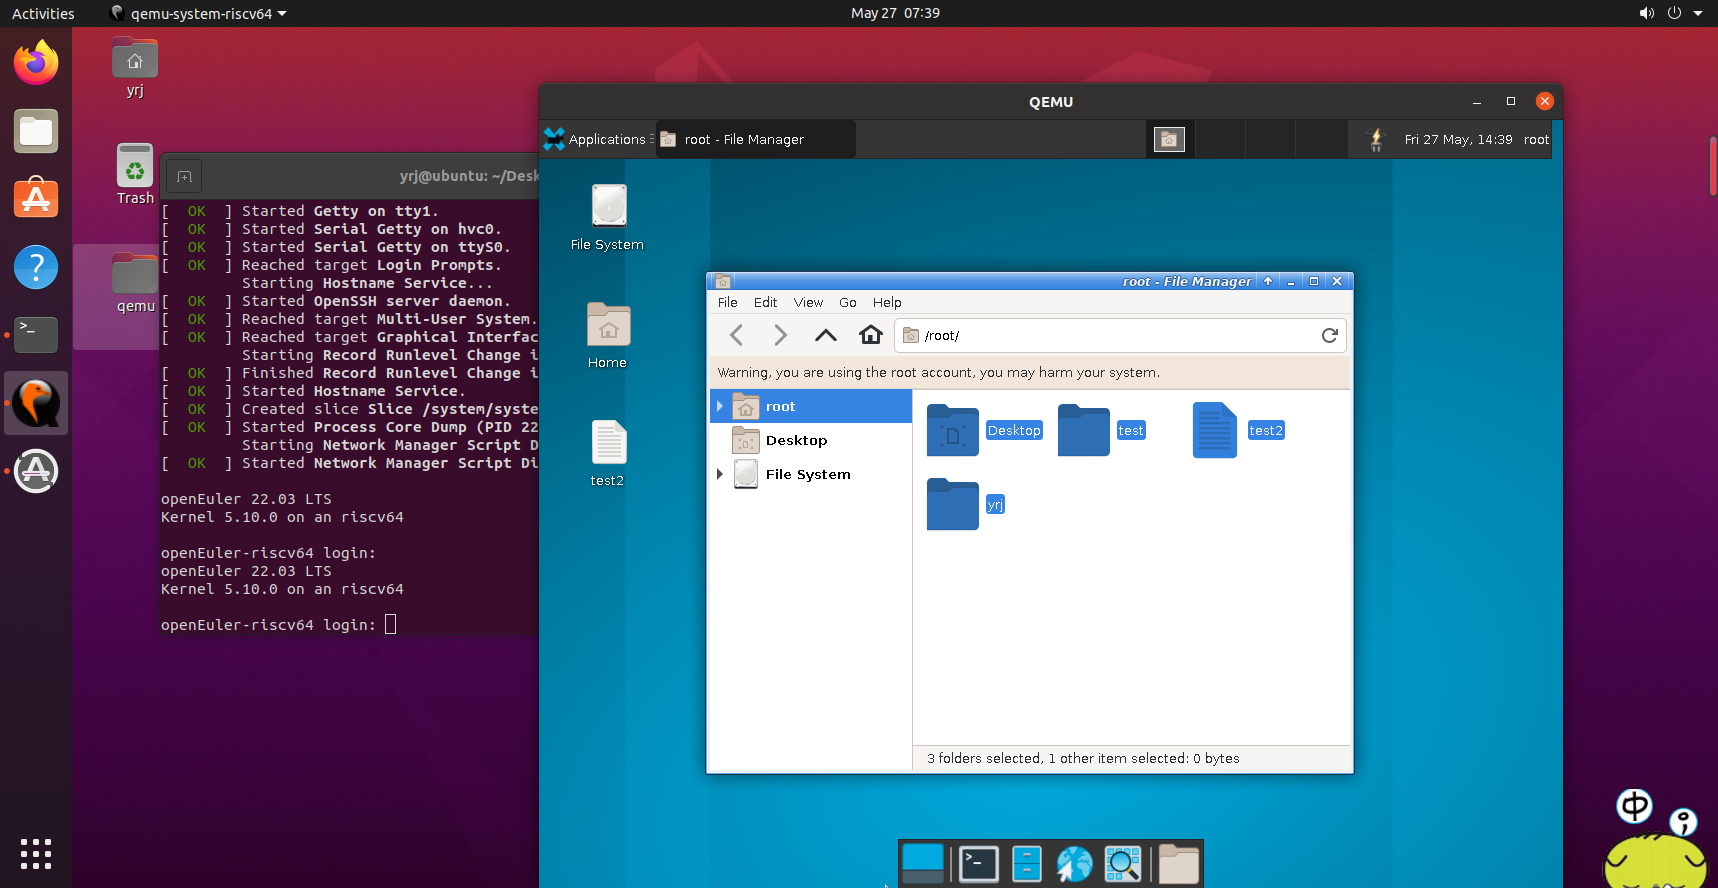 Activities
qemu-system-riscv64
May 27 07:39
yrj
Trash
qemu
yrj@ubuntu: ~/Desk
[ OK ] Started Getty on tty1.
[ OK ] Started Serial Getty on hvc0.
[ OK ] Started Serial Getty on ttyS0.
[ OK ] Reached target Login Prompts.
Starting Hostname Service...
[ OK ] Started OpenSSH server daemon.
[ OK ] Reached target Multi-User System.
[ OK ] Reached target Graphical Interfac
Starting Record Runlevel Change i
[ OK ] Finished Record Runlevel Change i
[ OK ] Started Hostname Service.
[ OK ] Created slice Slice /system/syste
[ OK ] Started Process Core Dump (PID 22
Starting Network Manager Script D
[ OK ] Started Network Manager Script Di
openEuler 22.03 LTS
Kernel 5.10.0 on an riscv64
openEuler-riscv64 login:
openEuler 22.03 LTS
Kernel 5.10.0 on an riscv64
openEuler-riscv64 login:
QEMU
Applications
root - File Manager
Fri 27 May, 14:39
root
File System
Home
test2
root - File Manager
File Edit View Go Help
/root/
Warning, you are using the root account, you may harm your system.
root
Desktop
File System
Desktop
test
test2
yrj
3 folders selected, 1 other item selected: 0 bytes
中
；